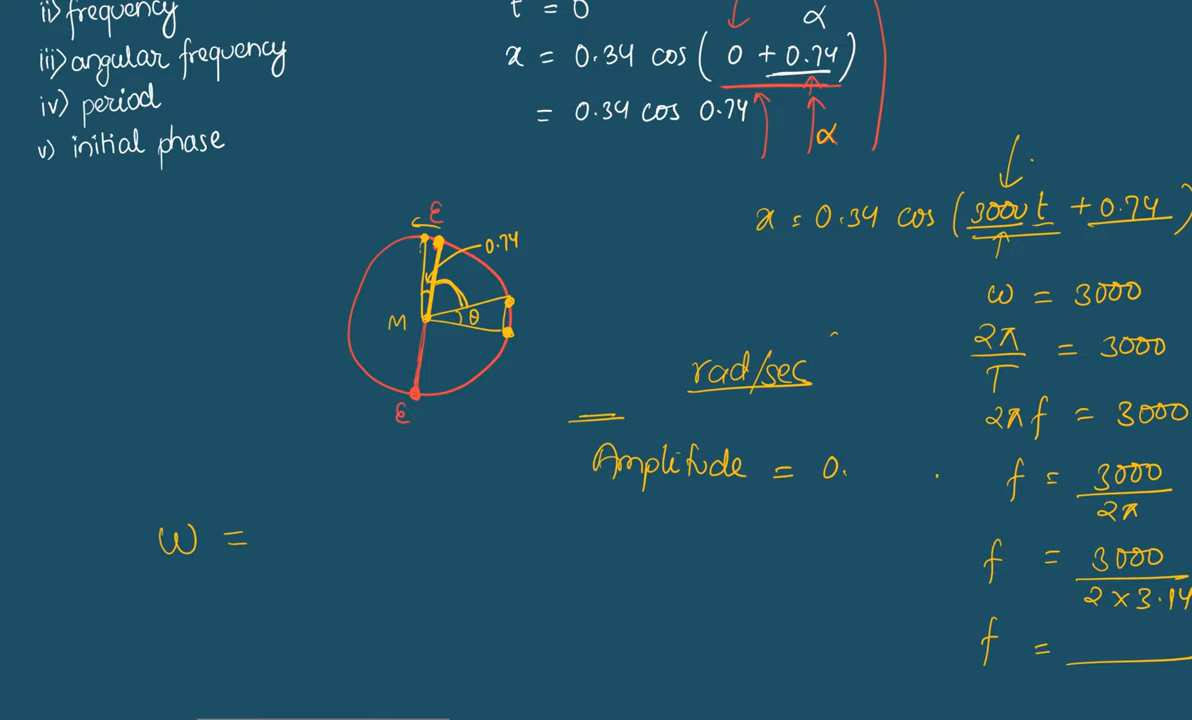 ii) frequency
iii) angular frequency
iv) period
v) initial phase
t = 0
α
x = 0.34 cos ( 0 + 0.74 )
= 0.34 cos 0.74
α
x = 0.34 cos ( 3000 t + 0.74 )
ω = 3000
2π/T = 3000
2πf = 3000
f = 3000/2π
f = 3000/2 × 3.14
f =
E
0.74
M
θ
E
rad/sec
Amplitude = 0.
ω =